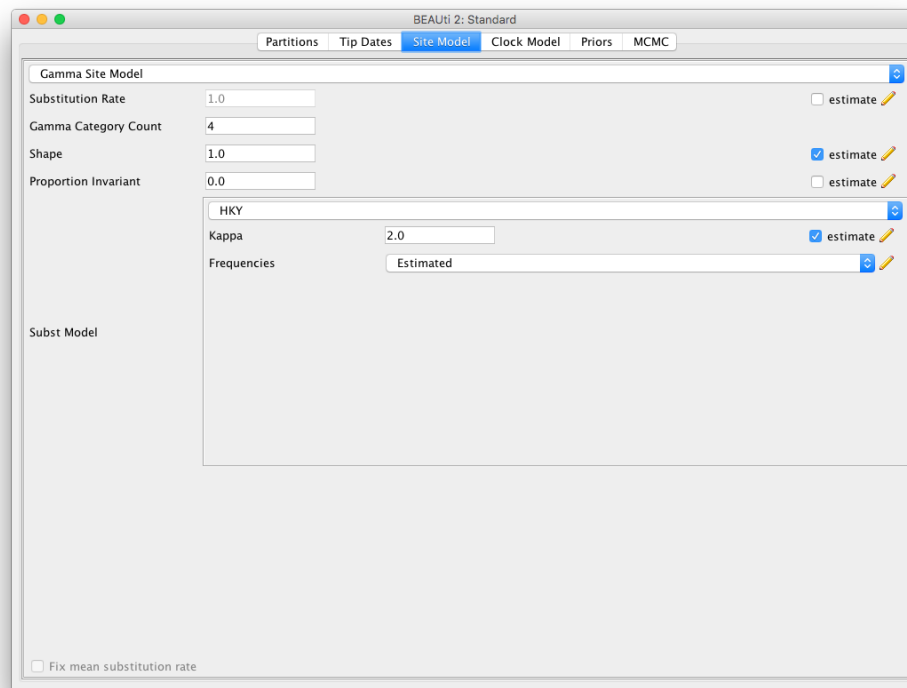 BEAUti 2: Standard
Partitions Tip Dates Site Model Clock Model Priors MCMC
Gamma Site Model
Substitution Rate 1.0 estimate
Gamma Category Count 4
Shape 1.0 estimate
Proportion Invariant 0.0 estimate
HKY
Kappa 2.0 estimate
Frequencies Estimated
Subst Model
Fix mean substitution rate